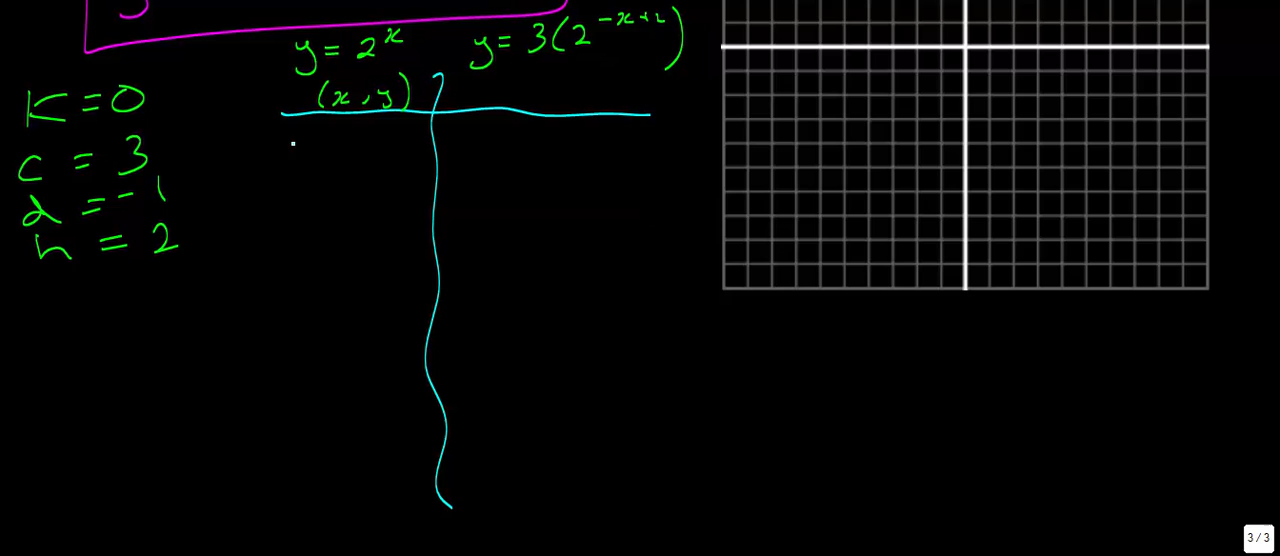 y = 2^x y = 3(2^{-x+2})
(x, y)
K = 0
c = 3
d = -1
h = 2
3 / 3